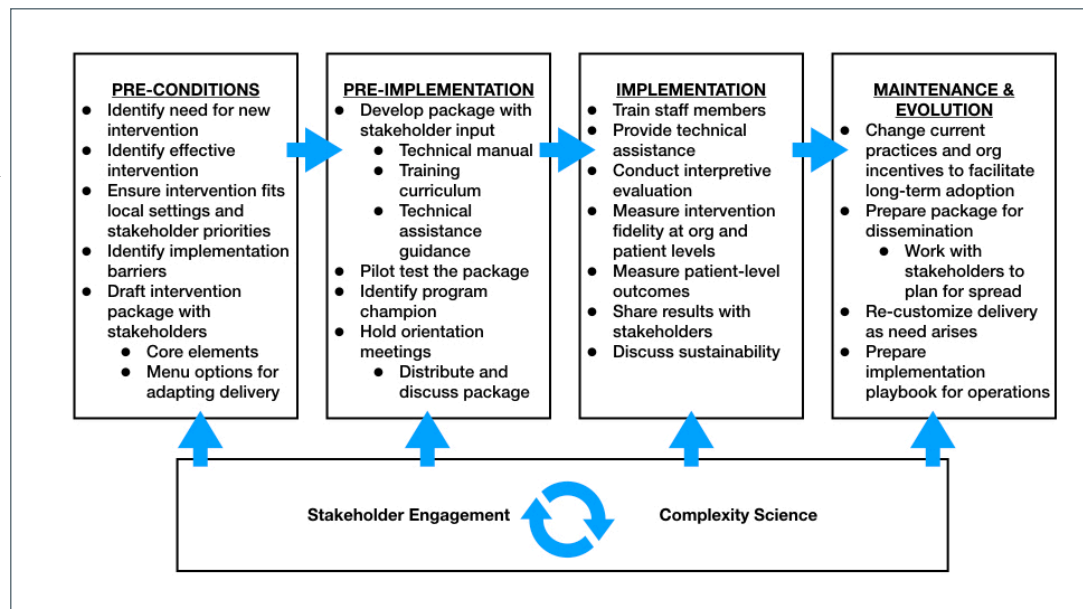 PRE-CONDITIONS
● Identify need for new
intervention
● Identify effective
intervention
● Ensure intervention fits
local settings and
stakeholder priorities
● Identify implementation
barriers
● Draft intervention
package with
stakeholders
● Core elements
● Menu options for
adapting delivery
PRE-IMPLEMENTATION
● Develop package with
stakeholder input
● Technical manual
● Training
curriculum
● Technical
assistance
guidance
● Pilot test the package
● Identify program
champion
● Hold orientation
meetings
● Distribute and
discuss package
IMPLEMENTATION
● Train staff members
● Provide technical
assistance
● Conduct interpretive
evaluation
● Measure intervention
fidelity at org and
patient levels
● Measure patient-level
outcomes
● Share results with
stakeholders
● Discuss sustainability
MAINTENANCE &
EVOLUTION
● Change current
practices and org
incentives to facilitate
long-term adoption
● Prepare package for
dissemination
● Work with
stakeholders to
plan for spread
● Re-customize delivery
as need arises
● Prepare
implementation
playbook for operations
Stakeholder Engagement
Complexity Science